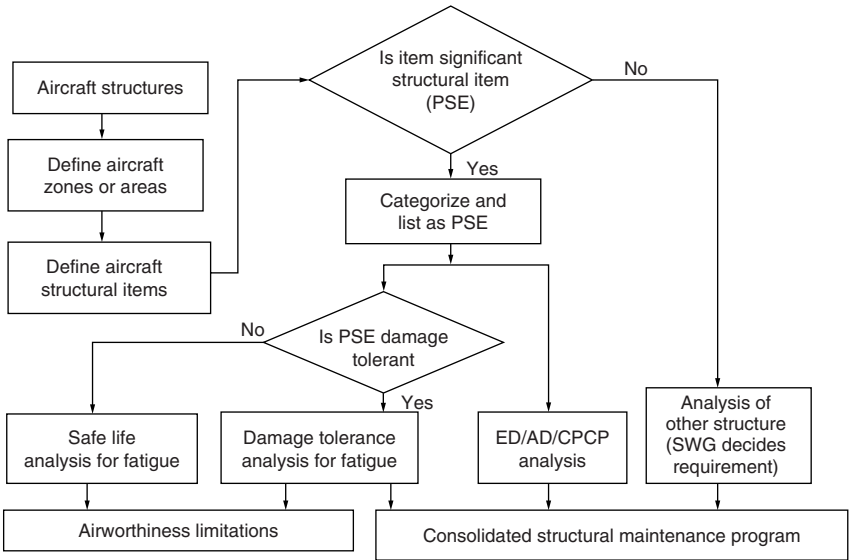 Aircraft structures
Define aircraft
zones or areas
Define aircraft
structural items
Is item significant
structural item
(PSE)
No
Yes
Categorize and
list as PSE
Is PSE damage
tolerant
No
Yes
Safe life
analysis for fatigue
Damage tolerance
analysis for fatigue
ED/AD/CPCP
analysis
Analysis of
other structure
(SWG decides
requirement)
Airworthiness limitations
Consolidated structural maintenance program